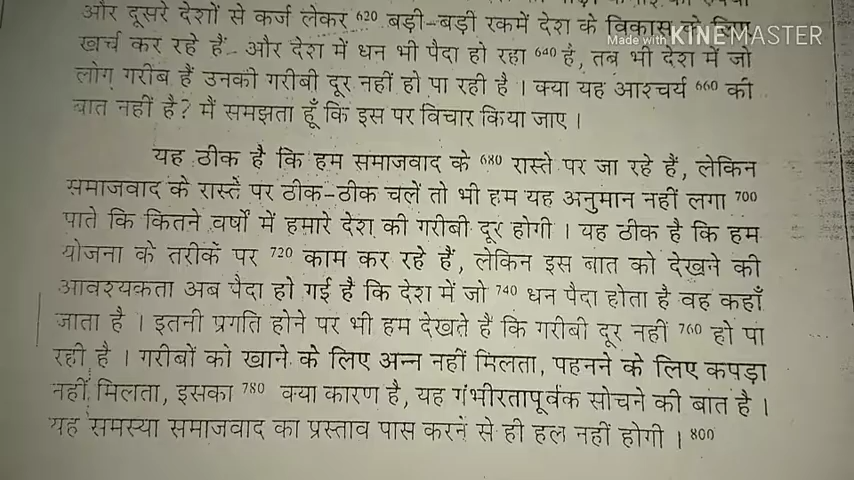 और दूसरे देशों से कर्ज लेकर 620 बड़ी-बड़ी रकमें देश के विकास के लिए
Made with KINEMASTER
खर्च कर रहे हैं और देश में धन भी पैदा हो रहा 640 है, तब भी देश में जो
लोग गरीब हैं उनकी गरीबी दूर नहीं हो पा रही है । क्या यह आश्चर्य 660 की
बात नहीं है? मैं समझता हूँ कि इस पर विचार किया जाए ।
यह ठीक है कि हम समाजवाद के 680 रास्ते पर जा रहे हैं, लेकिन
समाजवाद के रास्ते पर ठीक-ठीक चलें तो भी हम यह अनुमान नहीं लगा 700
पाते कि कितने वर्षों में हमारे देश की गरीबी दूर होगी । यह ठीक है कि हम
योजना के तरीके पर 720 काम कर रहे हैं, लेकिन इस बात को देखने की
आवश्यकता अब पैदा हो गई है कि देश में जो 740 धन पैदा होता है वह कहाँ
जाता है । इतनी प्रगति होने पर भी हम देखते हैं कि गरीबी दूर नहीं 760 हो पा
रही है । गरीबों को खाने के लिए अन्न नहीं मिलता, पहनने के लिए कपड़ा
नहीं मिलता, इसका 780 क्या कारण है, यह गंभीरतापूर्वक सोचने की बात है ।
यह समस्या समाजवाद का प्रस्ताव पास करने से ही हल नहीं होगी । 800